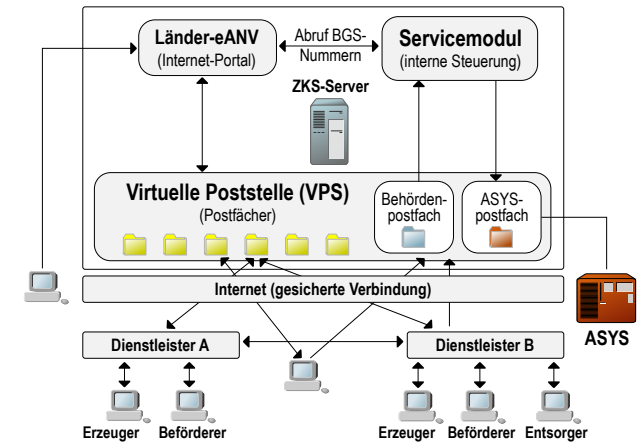 Länder-eANV
(Internet-Portal)
Abruf BGS-
Nummern
Servicemodul
(interne Steuerung)
ZKS-Server
Virtuelle Poststelle (VPS)
(Postfächer)
Behörden-
postfach
ASYS-
postfach
Internet (gesicherte Verbindung)
ASYS
Dienstleister A
Dienstleister B
Erzeuger
Beförderer
Erzeuger
Beförderer
Entsorger